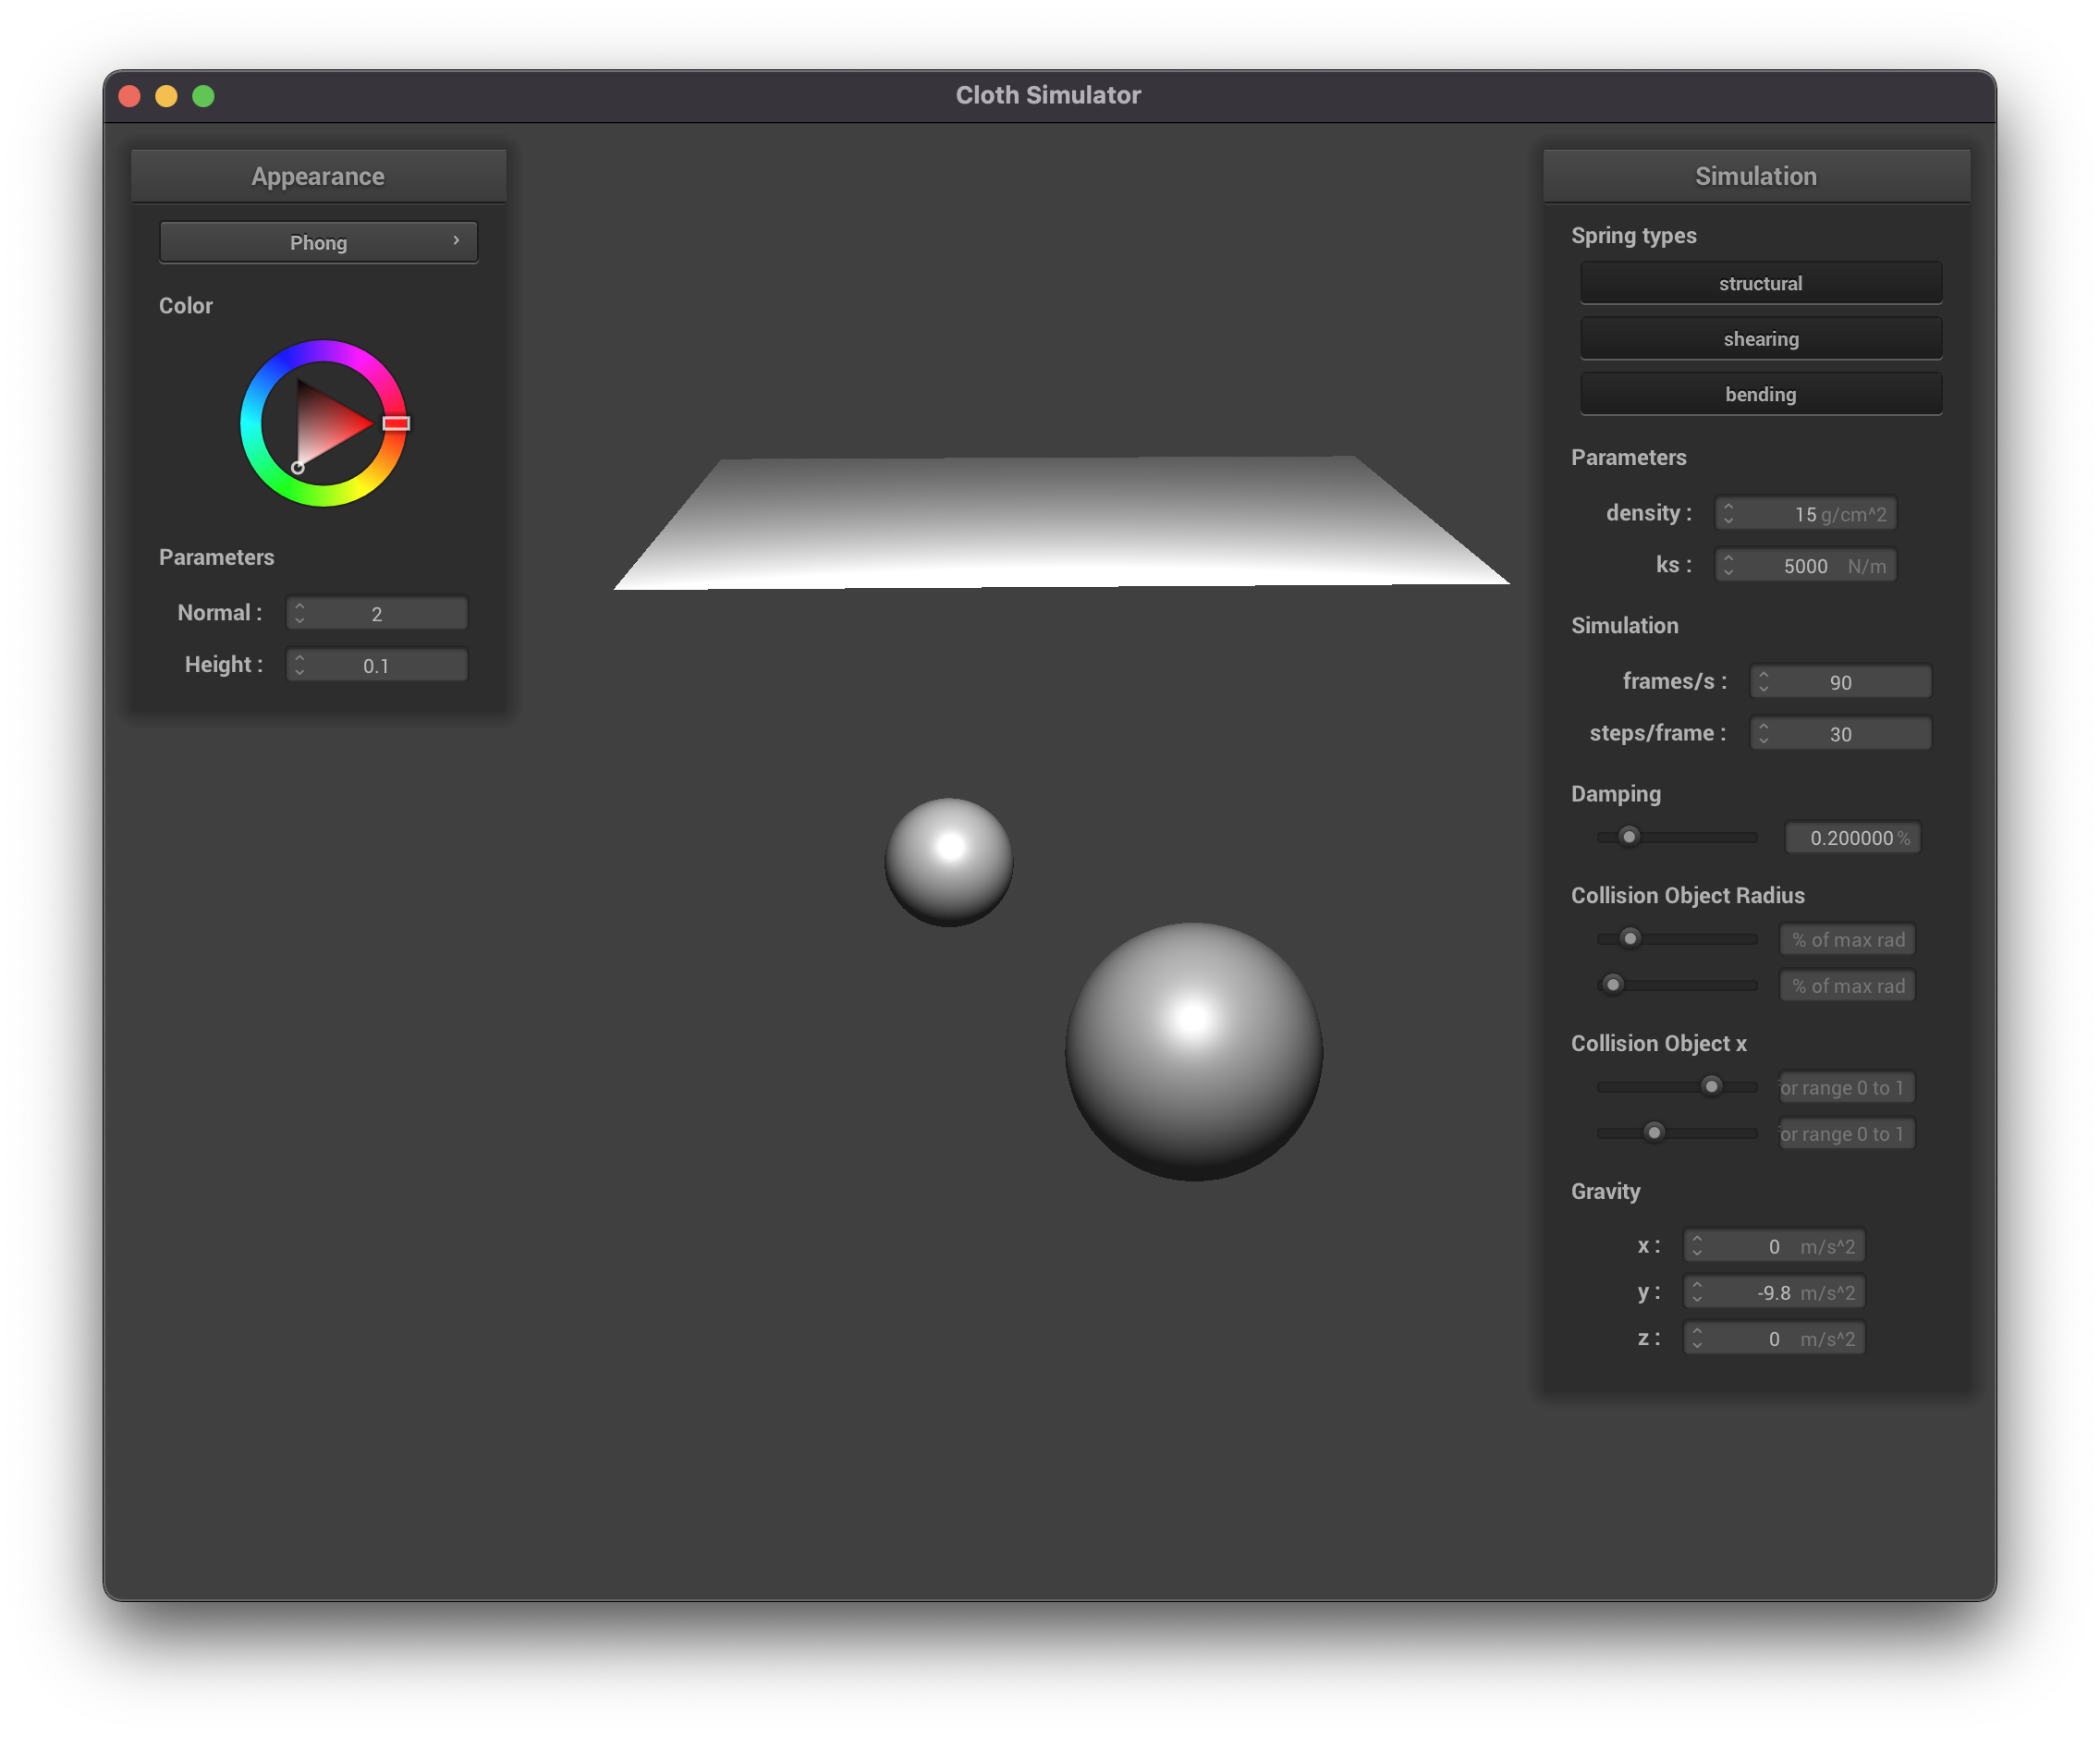 Cloth Simulator
Appearance
Phong
Color
Parameters
Normal :
2
Height :
0.1
Simulation
Spring types
structural
shearing
bending
Parameters
density :
15 g/cm^2
ks :
5000 N/m
Simulation
frames/s :
90
steps/frame :
30
Damping
0.200000 %
Collision Object Radius
% of max rad
% of max rad
Collision Object x
or range 0 to 1
or range 0 to 1
Gravity
x :
0 m/s^2
y :
-9.8 m/s^2
z :
0 m/s^2